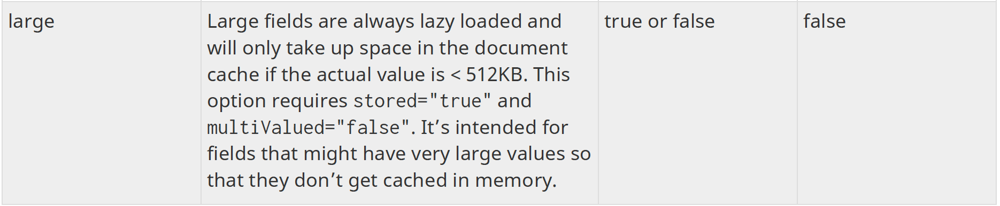 large
Large fields are always lazy loaded and
will only take up space in the document
cache if the actual value is < 512KB. This
option requires stored="true" and
multiValued="false". It’s intended for
fields that might have very large values so
that they don’t get cached in memory.
true or false
false